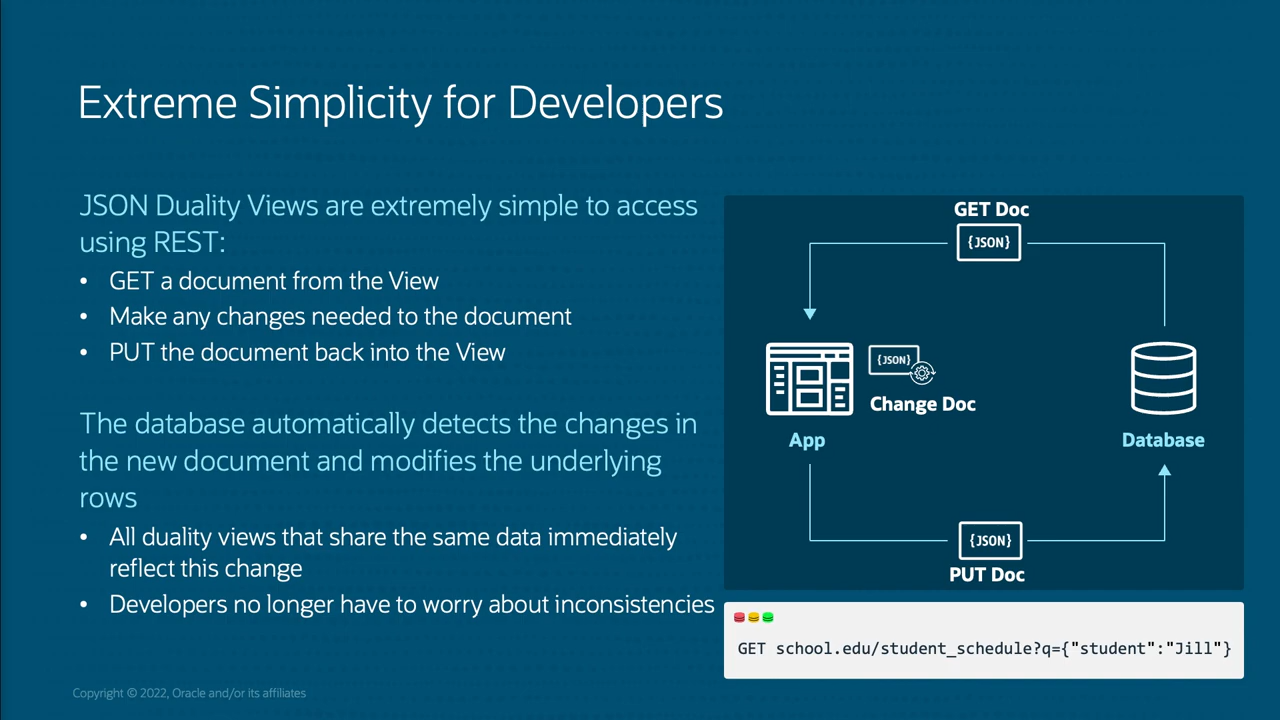 Extreme Simplicity for Developers
JSON Duality Views are extremely simple to access
using REST:
• GET a document from the View
• Make any changes needed to the document
• PUT the document back into the View
The database automatically detects the changes in
the new document and modifies the underlying
rows
• All duality views that share the same data immediately
reflect this change
• Developers no longer have to worry about inconsistencies
GET Doc
{JSON}
{JSON}
Change Doc
App
Database
{JSON}
PUT Doc
GET school.edu/student_schedule?q={"student":"Jill"}
Copyright © 2022, Oracle and/or its affiliates